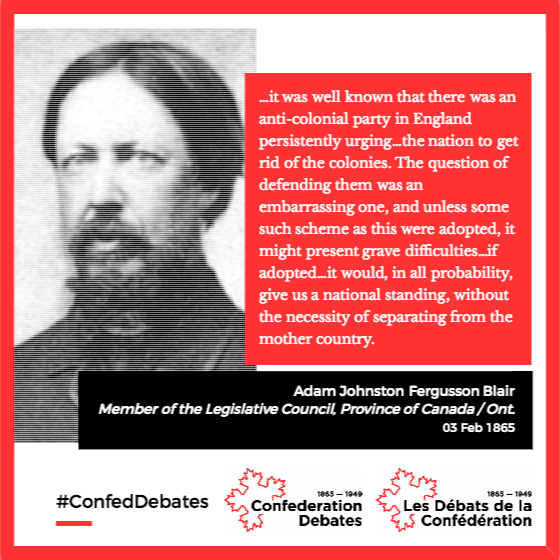 ...it was well known that there was an
anti-colonial party in England
persistently urging...the nation to get
rid of the colonies. The question of
defending them was an
embarrassing one, and unless some
such scheme as this were adopted, it
might present grave difficulties...if
adopted...it would, in all probability,
give us a national standing, without
the necessity of separating from the
mother country.
Adam Johnston Fergusson Blair
Member of the Legislative Council, Province of Canada / Ont.
03 Feb 1865
#ConfedDebates
1865 — 1949
Confederation
Debates
1865 — 1949
Les Débats de la
Confédération